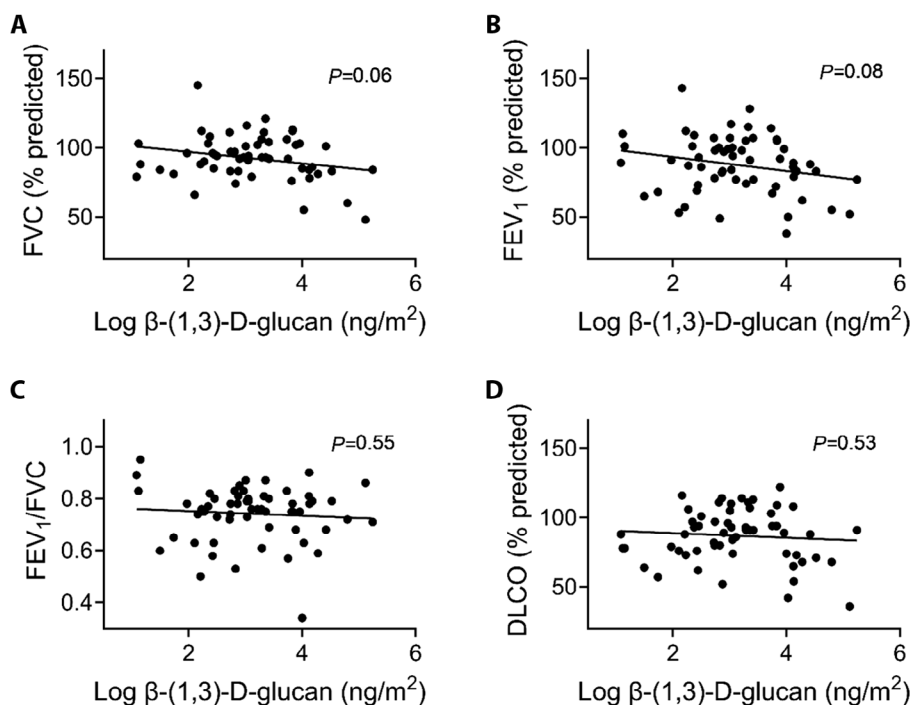 A
FVC (% predicted)
150
100
50
P=0.06
2 4 6
Log β-(1,3)-D-glucan (ng/m²)
B
FEV₁ (% predicted)
150
100
50
P=0.08
2 4 6
Log β-(1,3)-D-glucan (ng/m²)
C
FEV₁/FVC
1.0
0.8
0.6
0.4
P=0.55
2 4 6
Log β-(1,3)-D-glucan (ng/m²)
D
DLCO (% predicted)
150
100
50
P=0.53
2 4 6
Log β-(1,3)-D-glucan (ng/m²)